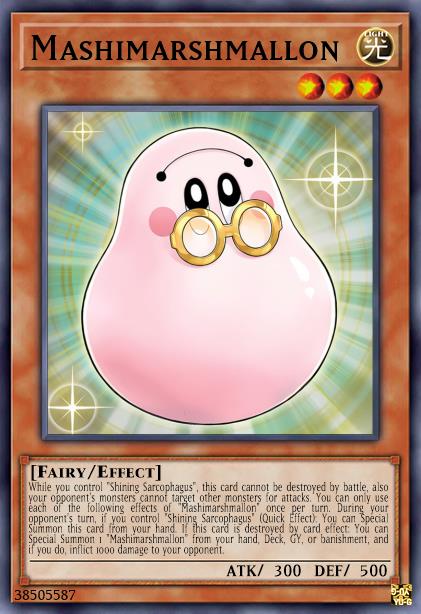 MASHIMARSHMALLON
LIGHT
光
[FAIRY/EFFECT]
While you control "Shining Sarcophagus", this card cannot be destroyed by battle, also
your opponent's monsters cannot target other monsters for attacks. You can only use
each of the following effects of "Mashimarshmallon" once per turn. During your
opponent's turn, if you control "Shining Sarcophagus" (Quick Effect): You can Special
Summon this card from your hand. If this card is destroyed by card effect: You can
Special Summon 1 "Mashimarshmallon" from your hand, Deck, GY, or banishment, and
if you do, inflict 1000 damage to your opponent.
ATK/ 300 DEF/ 500
38505587